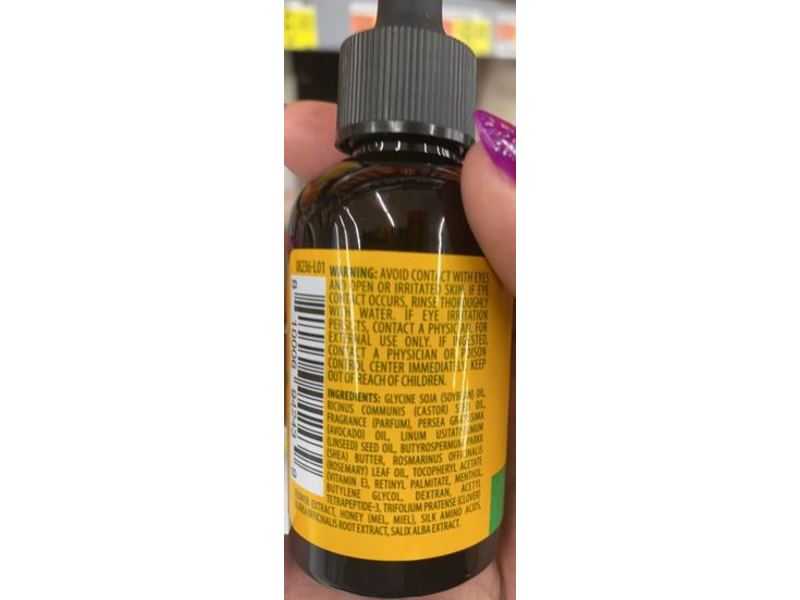 06236-L01
WARNING: AVOID CONTACT WITH EYES
AND OPEN OR IRRITATED SKIN. IF EYE
CONTACT OCCURS, RINSE THOROUGHLY
WITH WATER. IF EYE IRRITATION
PERSISTS, CONTACT A PHYSICIAN. FOR
EXTERNAL USE ONLY. IF INGESTED,
CONTACT A PHYSICIAN OR POISON
CONTROL CENTER IMMEDIATELY. KEEP
OUT OF REACH OF CHILDREN.
INGREDIENTS: GLYCINE SOJA (SOYBEAN) OIL,
RICINUS COMMUNIS (CASTOR) SEED OIL,
FRAGRANCE (PARFUM), PERSEA GRATISSIMA
(AVOCADO) OIL, LINUM USITATISSIMUM
(LINSEED) SEED OIL, BUTYROSPERMUM PARKII
(SHEA) BUTTER, ROSMARINUS OFFICINALIS
(ROSEMARY) LEAF OIL, TOCOPHERYL ACETATE
(VITAMIN E), RETINYL PALMITATE, MENTHOL,
BUTYLENE GLYCOL, DEXTRAN, ACETYL
TETRAPEPTIDE-3, TRIFOLIUM PRATENSE (CLOVER)
FLOWER EXTRACT, HONEY (MEL, MIEL), SILK AMINO ACIDS,
ALTHEA OFFICINALIS ROOT EXTRACT, SALIX ALBA EXTRACT.